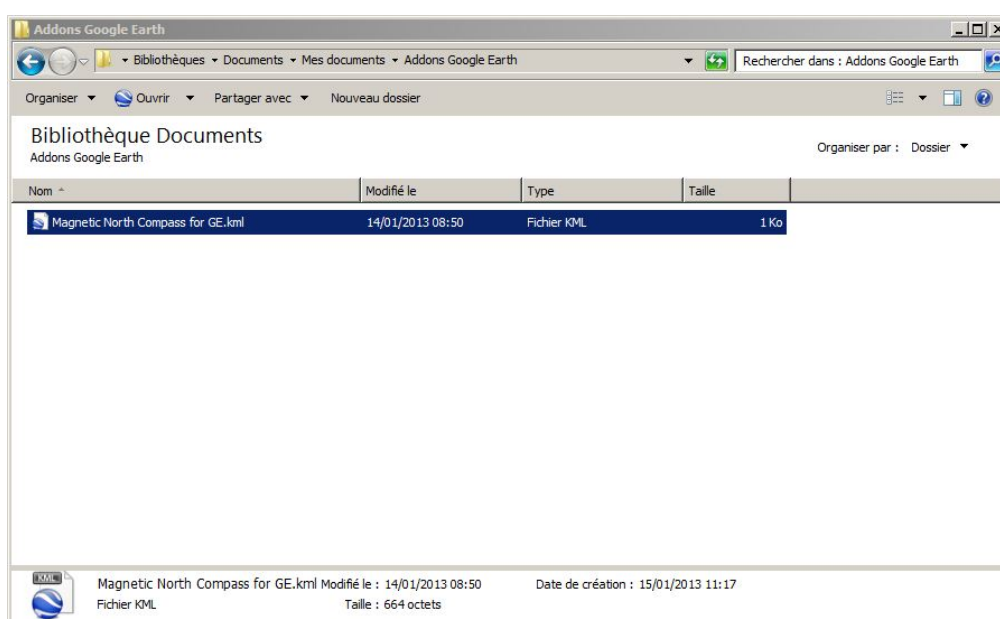 Addons Google Earth
Bibliothèques Documents Mes documents Addons Google Earth Rechercher dans : Addons Google Earth
Organiser Ouvrir Partager avec Nouveau dossier
Bibliothèque Documents
Addons Google Earth
Organiser par : Dossier
Nom Modifié le Type Taille
Magnetic North Compass for GE.kml 14/01/2013 08:50 Fichier KML 1 Ko
KML
Magnetic North Compass for GE.kml Modifié le : 14/01/2013 08:50 Date de création : 15/01/2013 11:17
Fichier KML Taille : 664 octets